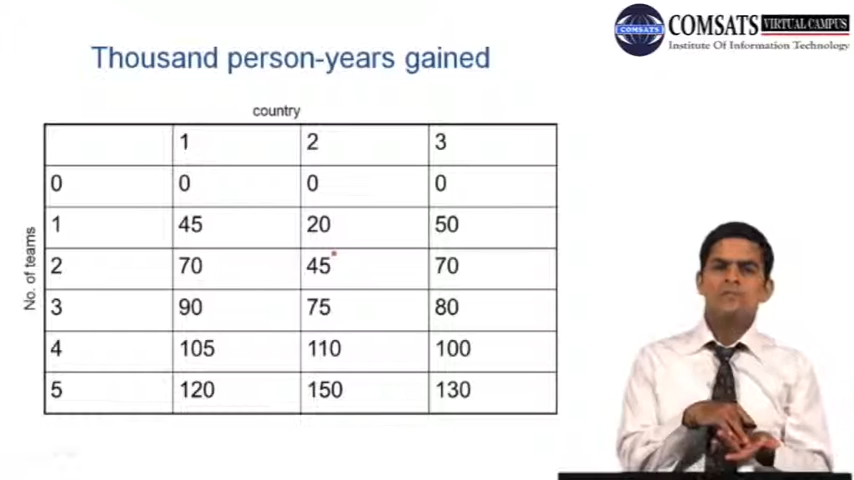 COMSATS VIRTUAL CAMPUS
COMSATS
Institute Of Information Technology
Thousand person-years gained
country
1 2 3
0 0 0 0
1 45 20 50
2 70 45 70
3 90 75 80
4 105 110 100
5 120 150 130
No. of teams